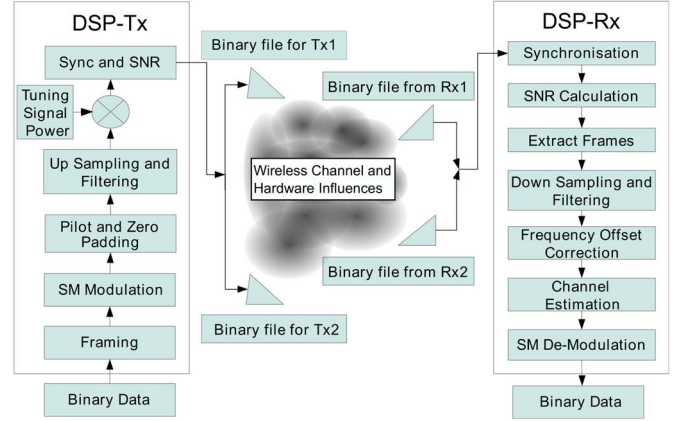 DSP-Tx
Sync and SNR
Tuning
Signal
Power
Up Sampling and
Filtering
Pilot and Zero
Padding
SM Modulation
Framing
Binary Data
Binary file for Tx1
Binary file from Rx1
Wireless Channel and
Hardware Influences
Binary file from Rx2
Binary file for Tx2
DSP-Rx
Synchronisation
SNR Calculation
Extract Frames
Down Sampling and
Filtering
Frequency Offset
Correction
Channel
Estimation
SM De-Modulation
Binary Data